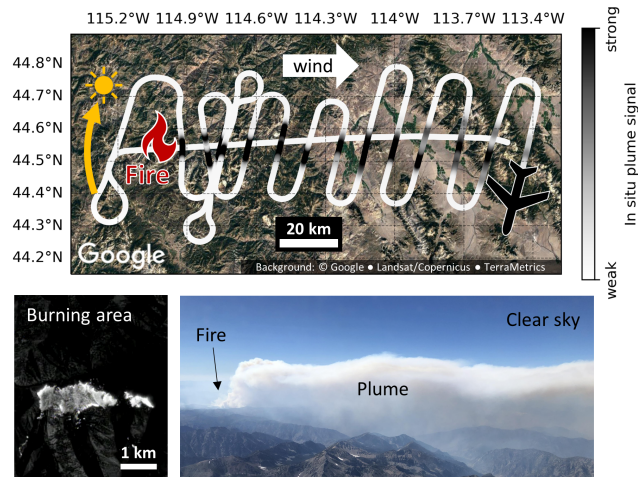 115.2°W 114.9°W 114.6°W 114.3°W 114°W 113.7°W 113.4°W
44.8°N
44.7°N
44.6°N
44.5°N
44.4°N
44.3°N
44.2°N
wind
Fire
20 km
Google
Background: © Google ● Landsat/Copernicus ● TerraMetrics
strong
In situ plume signal
weak
Burning area
1 km
Fire
Clear sky
Plume